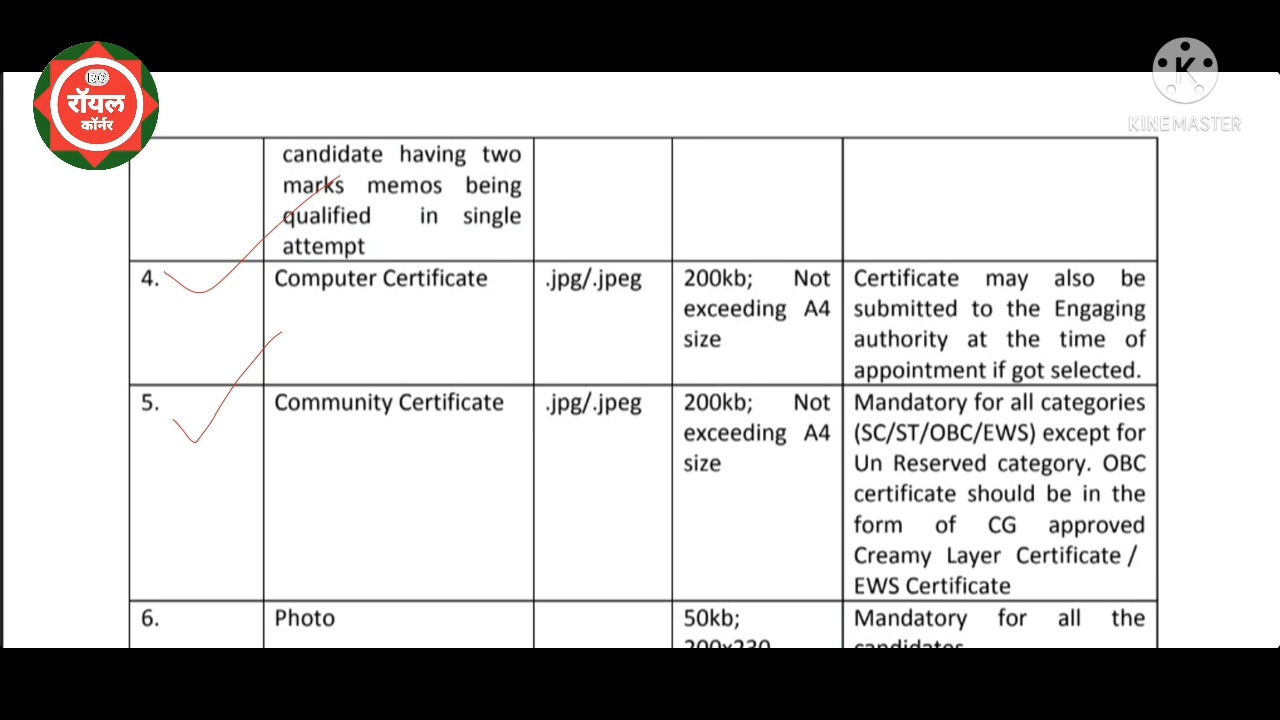 RC
रॉयल
कॉर्नर
K
KINEMASTER
candidate having two
marks memos being
qualified in single
attempt
4. Computer Certificate .jpg/.jpeg 200kb; Not Certificate may also be
exceeding A4 submitted to the Engaging
size authority at the time of
appointment if got selected.
5. Community Certificate .jpg/.jpeg 200kb; Not Mandatory for all categories
exceeding A4 (SC/ST/OBC/EWS) except for
size Un Reserved category. OBC
certificate should be in the
form of CG approved
Creamy Layer Certificate /
EWS Certificate
6. Photo 50kb; Mandatory for all the
200x230 candidates